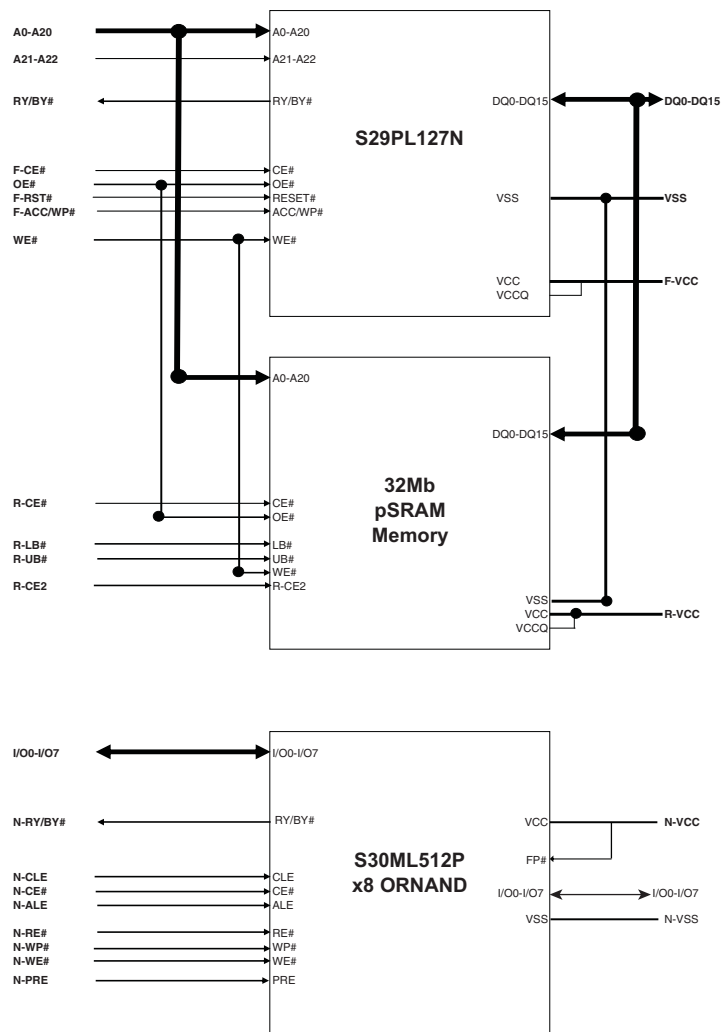 A0-A20
A0-A20
A21-A22
A21-A22
RY/BY#
RY/BY#
DQ0-DQ15
DQ0-DQ15
S29PL127N
F-CE#
CE#
OE#
OE#
F-RST#
RESET#
VSS
VSS
F-ACC/WP#
ACC/WP#
WE#
WE#
VCC
F-VCC
VCCQ
A0-A20
DQ0-DQ15
32Mb
pSRAM
Memory
R-CE#
CE#
OE#
R-LB#
LB#
R-UB#
UB#
WE#
R-CE2
R-CE2
VSS
VCC
R-VCC
VCCQ
I/O0-I/O7
I/O0-I/O7
N-RY/BY#
RY/BY#
VCC
N-VCC
FP#
S30ML512P
x8 ORNAND
N-CLE
CLE
N-CE#
CE#
I/O0-I/O7
I/O0-I/O7
N-ALE
ALE
VSS
N-VSS
N-RE#
RE#
N-WP#
WP#
N-WE#
WE#
N-PRE
PRE